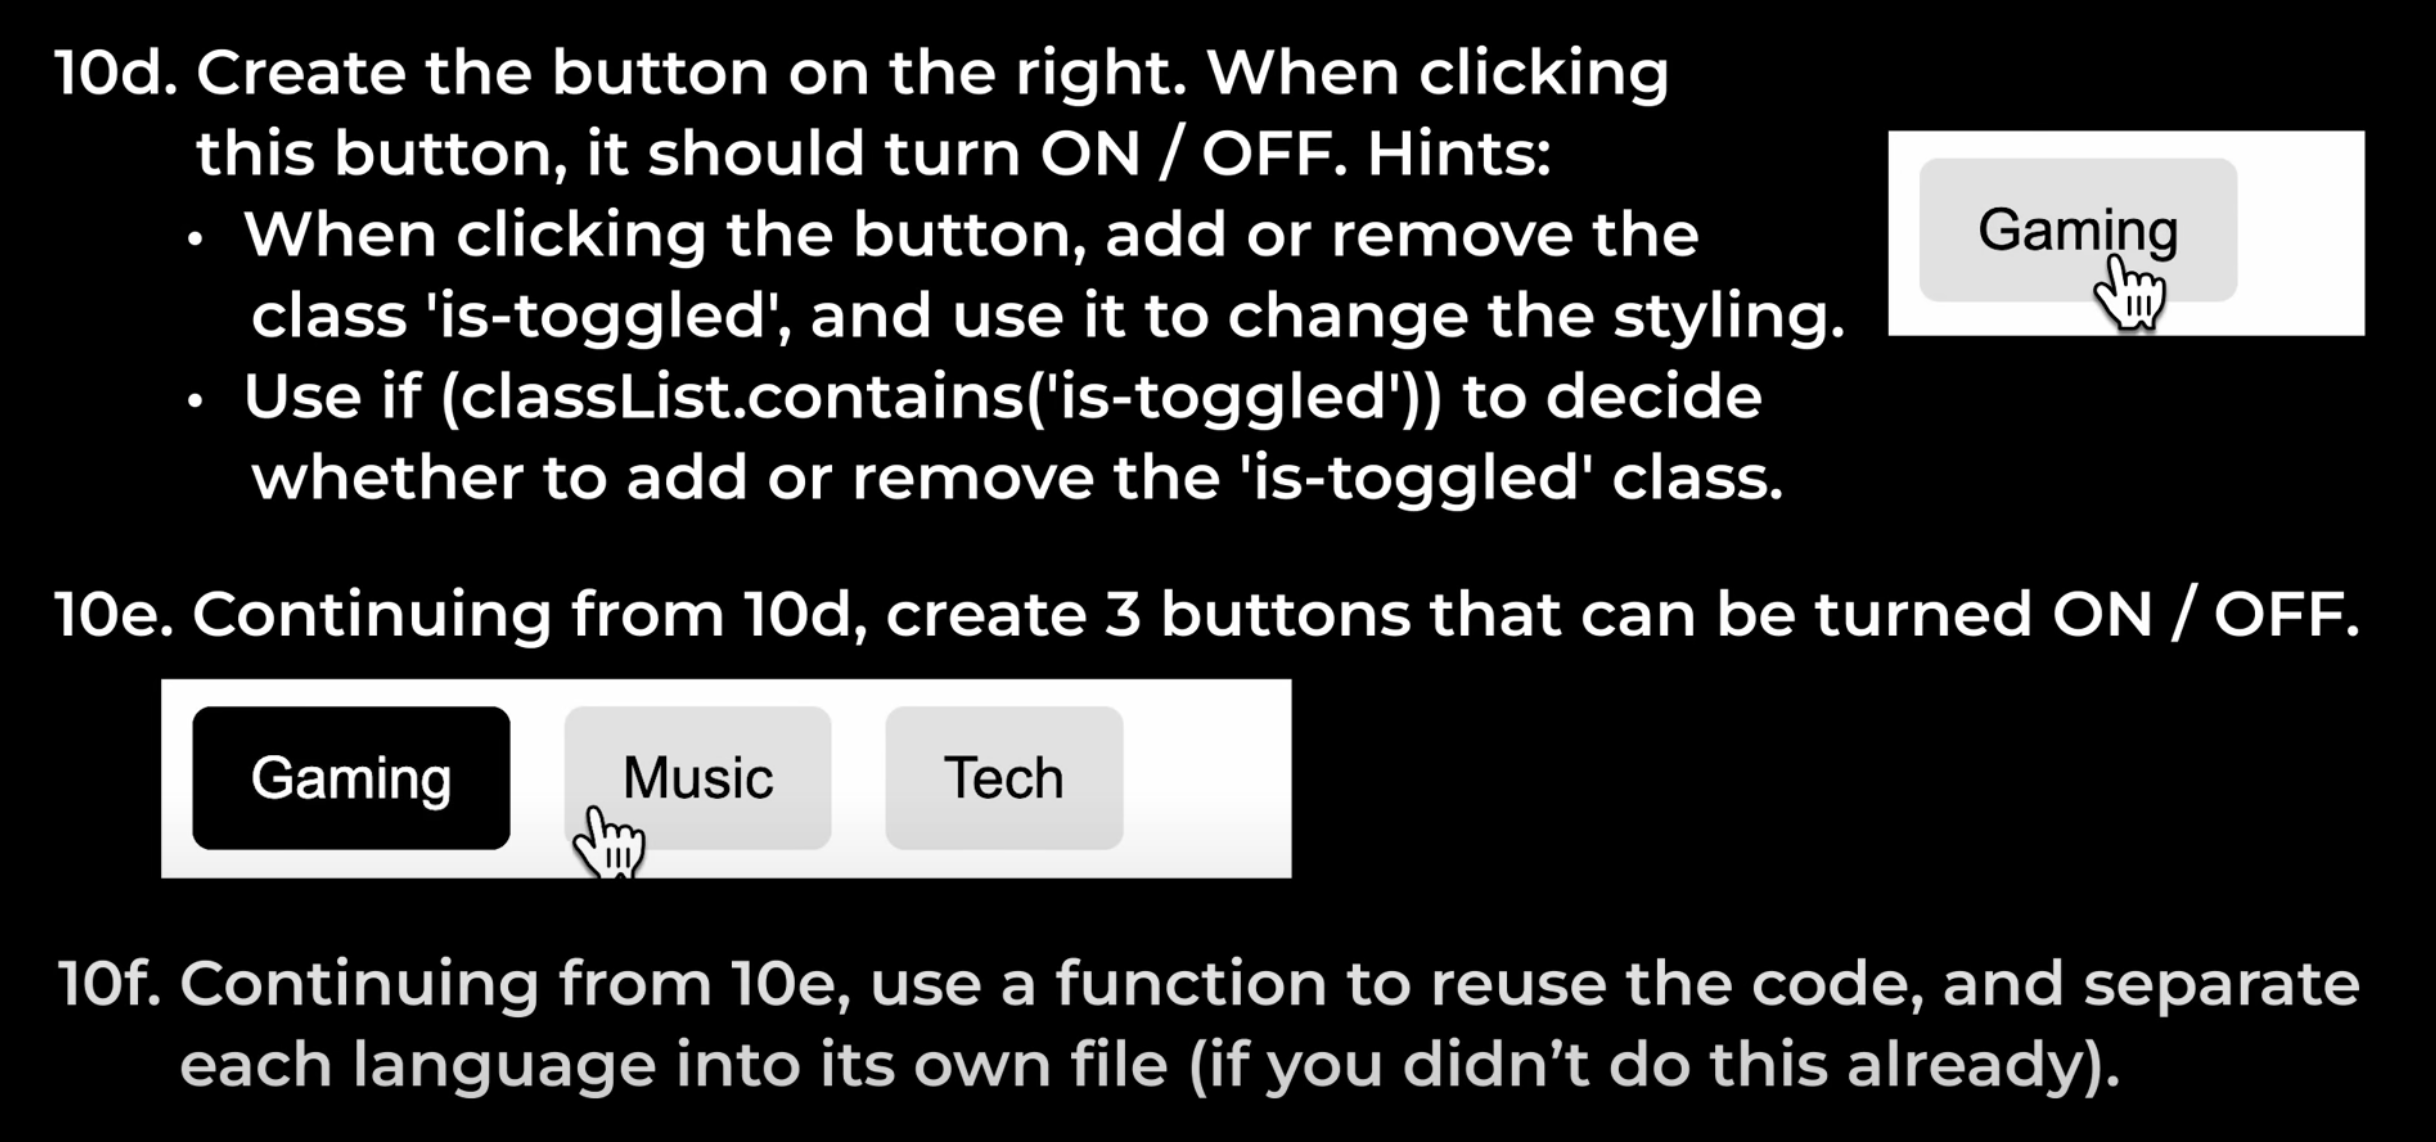 10d. Create the button on the right. When clicking
this button, it should turn ON / OFF. Hints:
• When clicking the button, add or remove the
class 'is-toggled', and use it to change the styling.
• Use if (classList.contains('is-toggled')) to decide
whether to add or remove the 'is-toggled' class.
Gaming
10e. Continuing from 10d, create 3 buttons that can be turned ON / OFF.
Gaming Music Tech
10f. Continuing from 10e, use a function to reuse the code, and separate
each language into its own file (if you didn’t do this already).